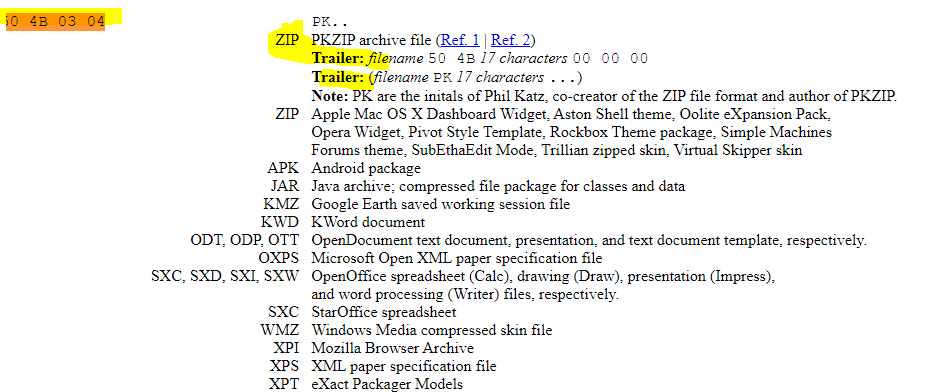 50 4B 03 04 PK..
ZIP PKZIP archive file (Ref. 1 | Ref. 2)
Trailer: filename 50 4B 17 characters 00 00 00
Trailer: (filename PK 17 characters ...)
Note: PK are the initals of Phil Katz, co-creator of the ZIP file format and author of PKZIP.
ZIP Apple Mac OS X Dashboard Widget, Aston Shell theme, Oolite eXpansion Pack,
Opera Widget, Pivot Style Template, Rockbox Theme package, Simple Machines
Forums theme, SubEthaEdit Mode, Trillian zipped skin, Virtual Skipper skin
APK Android package
JAR Java archive; compressed file package for classes and data
KMZ Google Earth saved working session file
KWD KWord document
ODT, ODP, OTT OpenDocument text document, presentation, and text document template, respectively.
OXPS Microsoft Open XML paper specification file
SXC, SXD, SXI, SXW OpenOffice spreadsheet (Calc), drawing (Draw), presentation (Impress),
and word processing (Writer) files, respectively.
SXC StarOffice spreadsheet
WMZ Windows Media compressed skin file
XPI Mozilla Browser Archive
XPS XML paper specification file
XPT eXact Packager Models